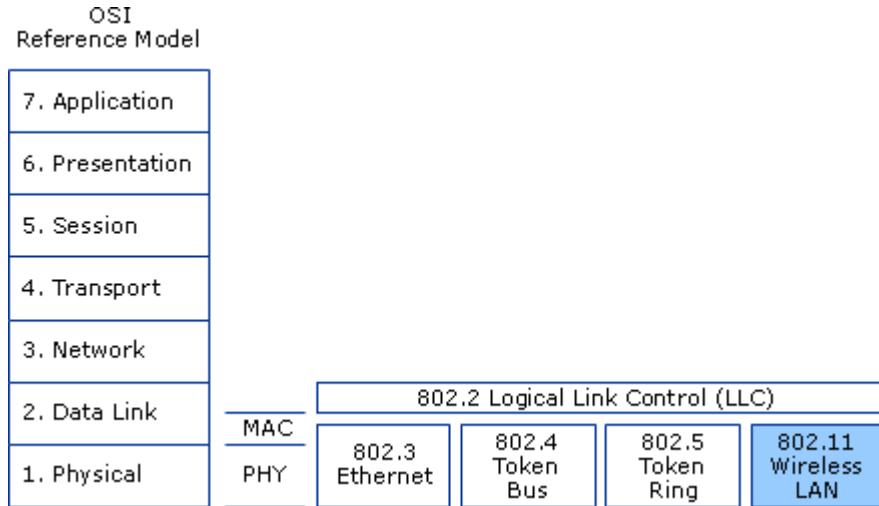 OSI
Reference Model
7. Application
6. Presentation
5. Session
4. Transport
3. Network
2. Data Link
1. Physical
MAC
PHY
802.2 Logical Link Control (LLC)
802.3
Ethernet
802.4
Token
Bus
802.5
Token
Ring
802.11
Wireless
LAN